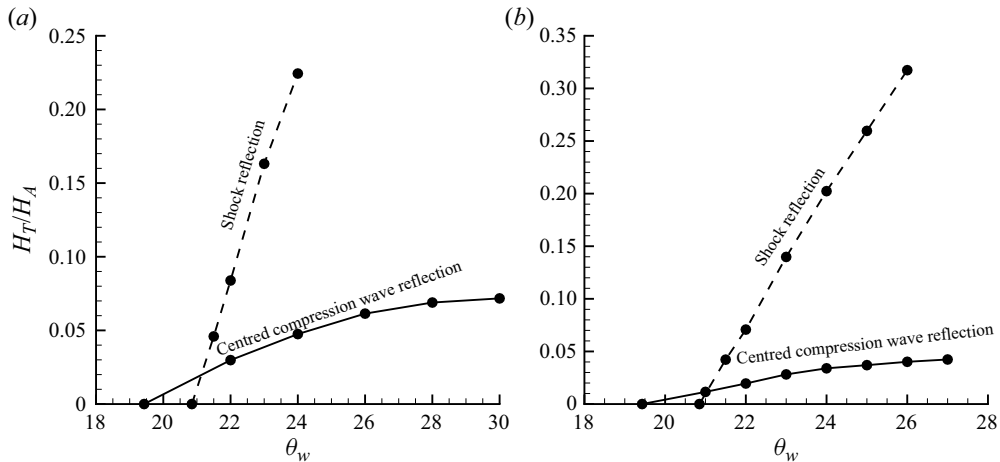 (a)
0.25
0.20
0.15
0.10
0.05
0
H_T/H_A
Shock reflection
Centred compression wave reflection
18 20 22 24 26 28 30
θ_w
(b)
0.35
0.30
0.25
0.20
0.15
0.10
0.05
0
Shock reflection
Centred compression wave reflection
18 20 22 24 26 28
θ_w